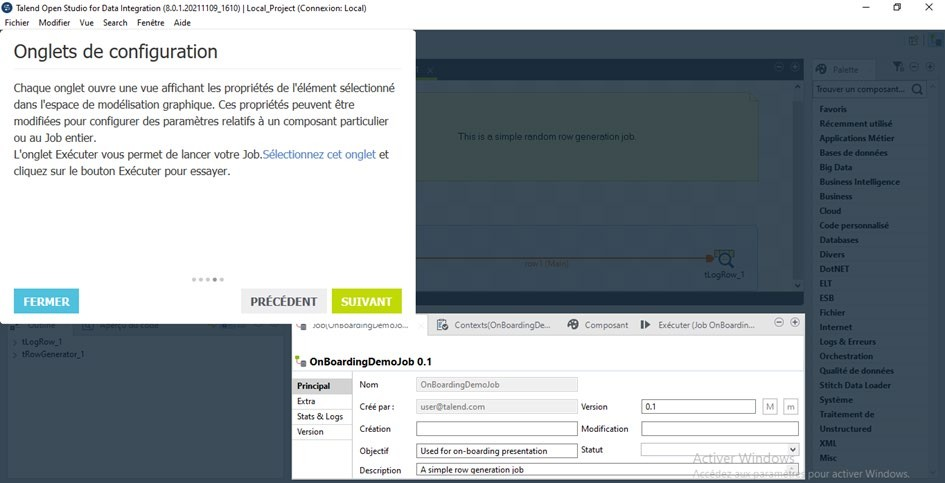 Talend Open Studio for Data Integration (8.0.1.20211109_1610) | Local_Project (Connexion: Local)
Fichier Modifier Vue Search Fenêtre Aide
Onglets de configuration
Chaque onglet ouvre une vue affichant les propriétés de l'élément sélectionné
dans l'espace de modélisation graphique. Ces propriétés peuvent être
modifiées pour configurer des paramètres relatifs à un composant particulier
ou au Job entier.
L'onglet Exécuter vous permet de lancer votre Job.Sélectionnez cet onglet et
cliquez sur le bouton Exécuter pour essayer.
FERMER PRÉCÉDENT SUIVANT
This is a simple random row generation job.
row1 (Main)
tLogRow_1
Palette
Trouver un composant...
Favoris
Récemment utilisé
Applications Métier
Bases de données
Big Data
Business Intelligence
Business
Cloud
Code personnalisé
Databases
Divers
DotNET
ELT
ESB
Fichier
Internet
Logs & Erreurs
Orchestration
Qualité de données
Stitch Data Loader
Système
Traitement de
Unstructured
XML
Misc
Outline Aperçu du code
tLogRow_1
tRowGenerator_1
Job(OnBoardingDemoJo... Contexts(OnBoardingDe... Composant Exécuter (Job OnBoardin...
OnBoardingDemoJob 0.1
Principal
Extra
Stats & Logs
Version
Nom OnBoardingDemoJob
Créé par : user@talend.com Version 0.1 M m
Création Modification
Objectif Used for on-boarding presentation Statut
Description A simple row generation job
Activer Windows
Accédez aux paramètres pour activer Windows.